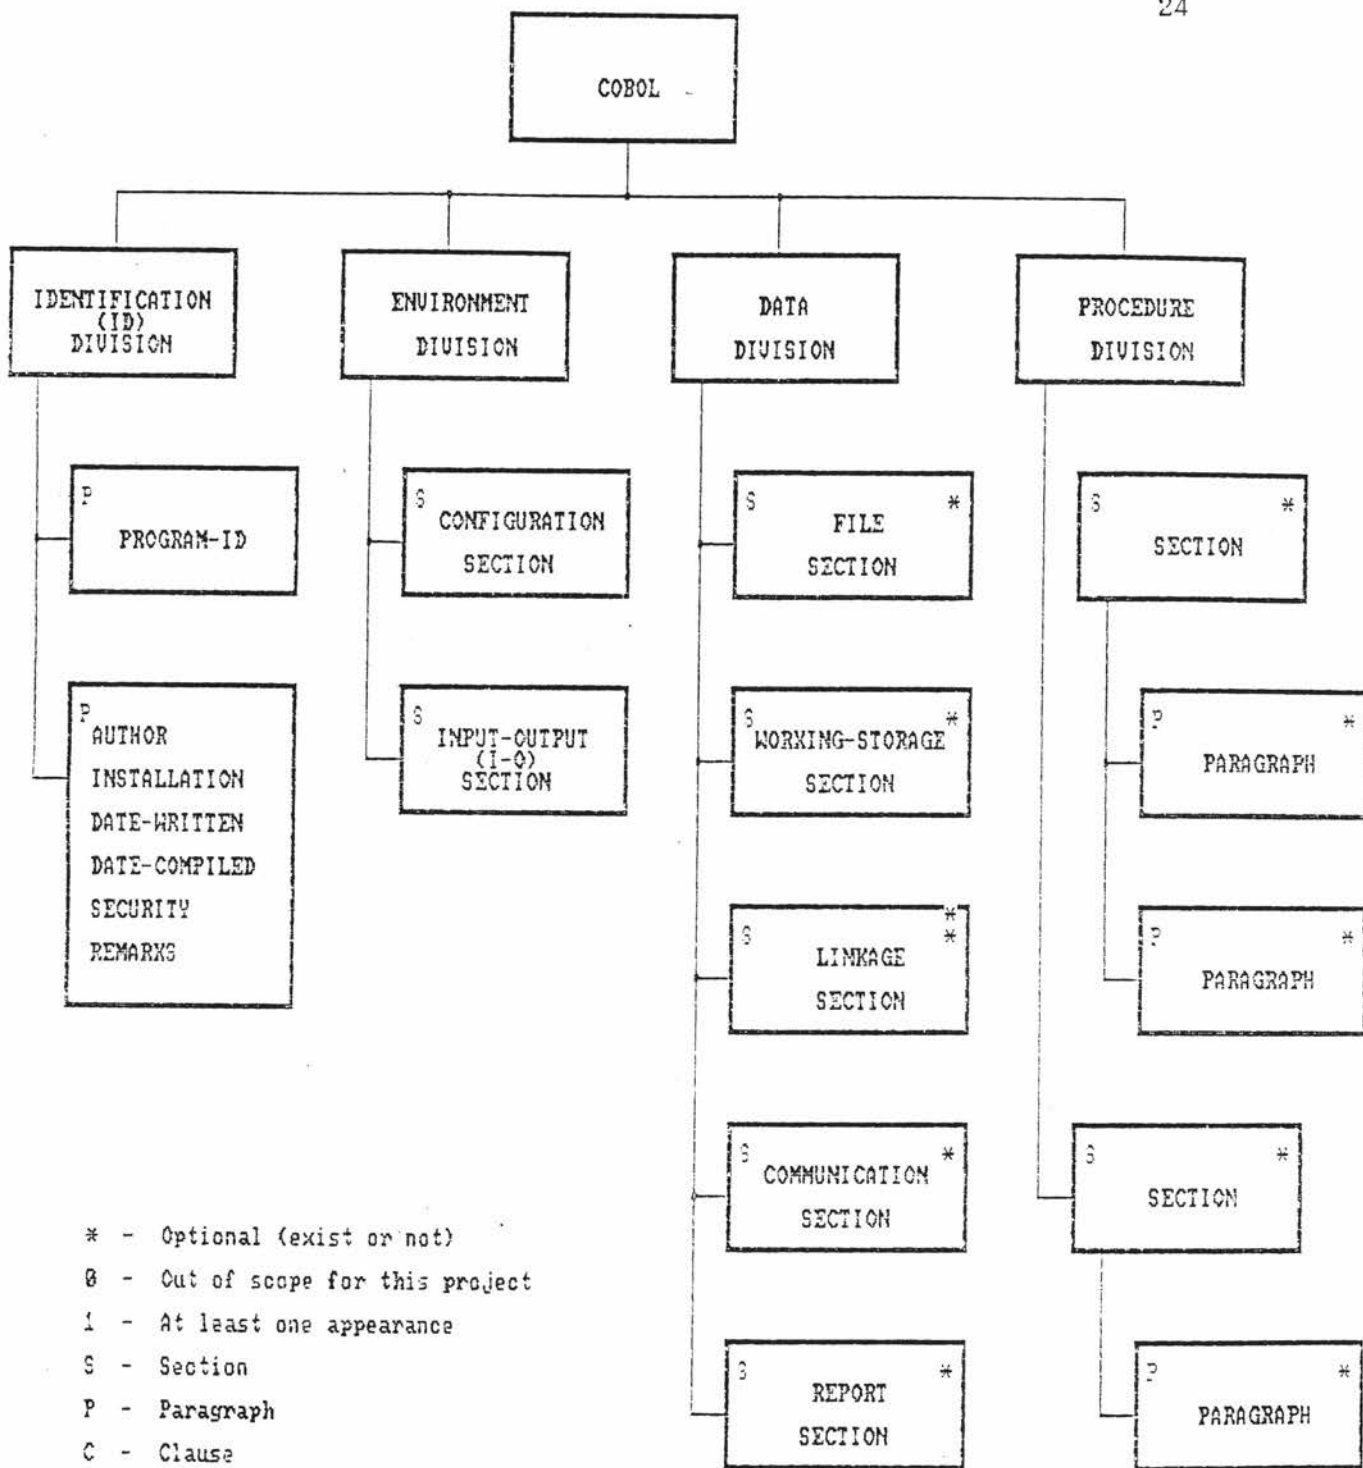 24
COBOL
IDENTIFICATION
(ID)
DIVISION
ENVIRONMENT
DIVISION
DATA
DIVISION
PROCEDURE
DIVISION
P
PROGRAM-ID
P
AUTHOR
INSTALLATION
DATE-WRITTEN
DATE-COMPILED
SECURITY
REMARKS
S
CONFIGURATION
SECTION
S
INPUT-OUTPUT
(I-O)
SECTION
S *
FILE
SECTION
S *
WORKING-STORAGE
SECTION
*
S *
LINKAGE
SECTION
S *
COMMUNICATION
SECTION
S *
REPORT
SECTION
S *
SECTION
P *
PARAGRAPH
P *
PARAGRAPH
S *
SECTION
P *
PARAGRAPH
* - Optional (exist or not)
0 - Out of scope for this project
1 - At least one appearance
S - Section
P - Paragraph
C - Clause